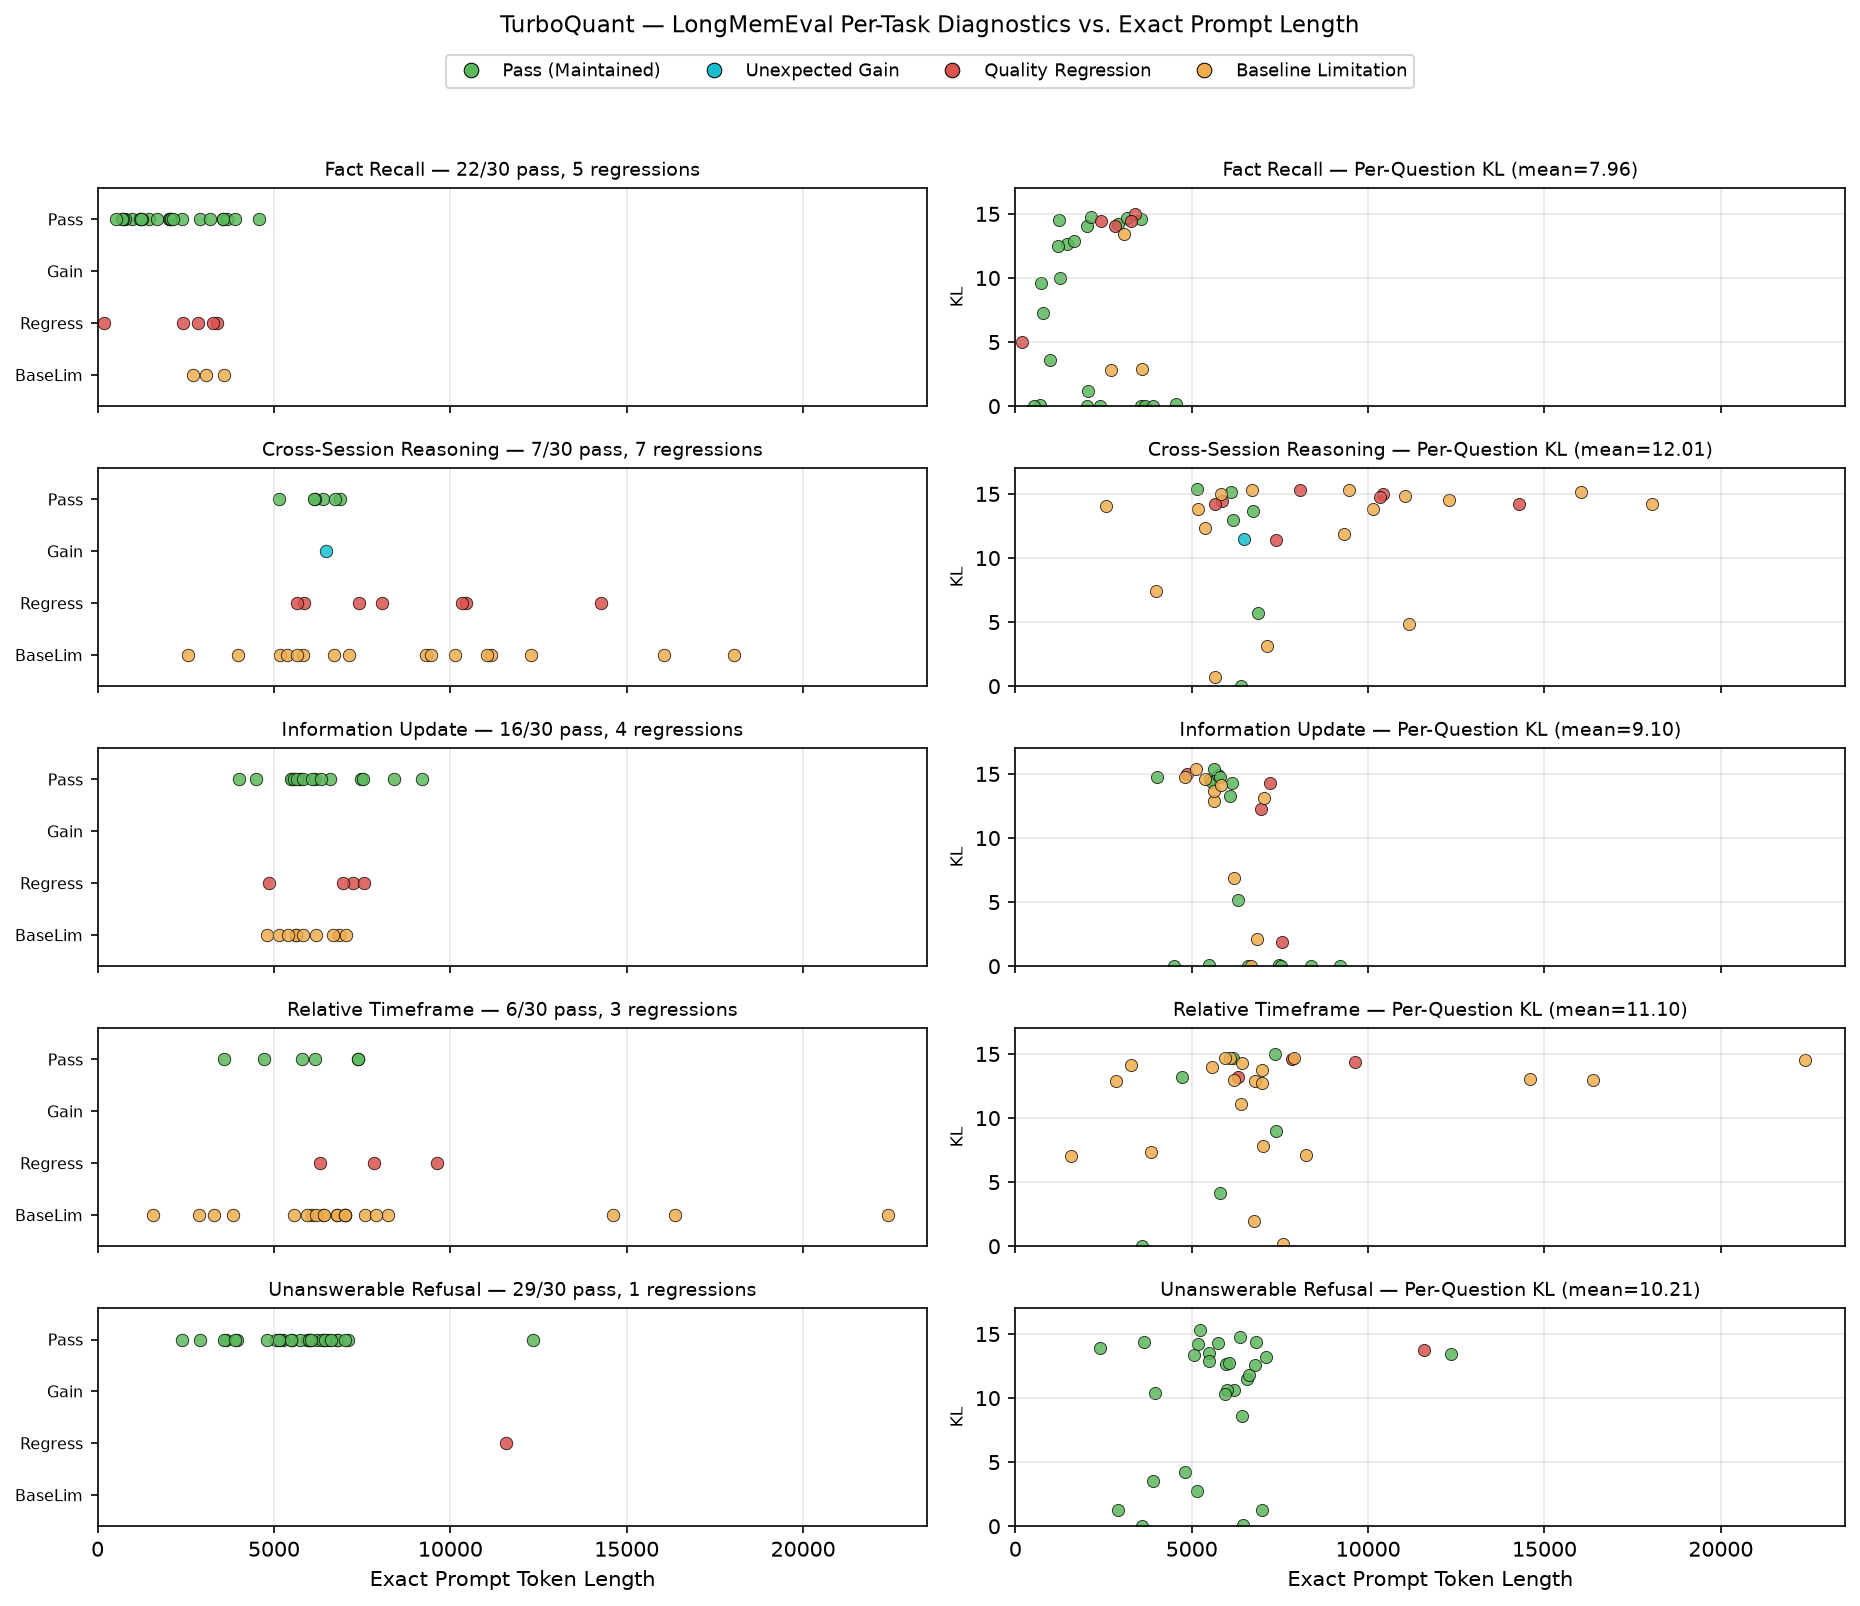 TurboQuant — LongMemEval Per-Task Diagnostics vs. Exact Prompt Length
Pass (Maintained) Unexpected Gain Quality Regression Baseline Limitation
Fact Recall — 22/30 pass, 5 regressions
Pass
Gain
Regress
BaseLim
Fact Recall — Per-Question KL (mean=7.96)
KL
15
10
5
0
Cross-Session Reasoning — 7/30 pass, 7 regressions
Pass
Gain
Regress
BaseLim
Cross-Session Reasoning — Per-Question KL (mean=12.01)
KL
15
10
5
0
Information Update — 16/30 pass, 4 regressions
Pass
Gain
Regress
BaseLim
Information Update — Per-Question KL (mean=9.10)
KL
15
10
5
0
Relative Timeframe — 6/30 pass, 3 regressions
Pass
Gain
Regress
BaseLim
Relative Timeframe — Per-Question KL (mean=11.10)
KL
15
10
5
0
Unanswerable Refusal — 29/30 pass, 1 regressions
Pass
Gain
Regress
BaseLim
0 5000 10000 15000 20000
Exact Prompt Token Length
Unanswerable Refusal — Per-Question KL (mean=10.21)
KL
15
10
5
0
0 5000 10000 15000 20000
Exact Prompt Token Length